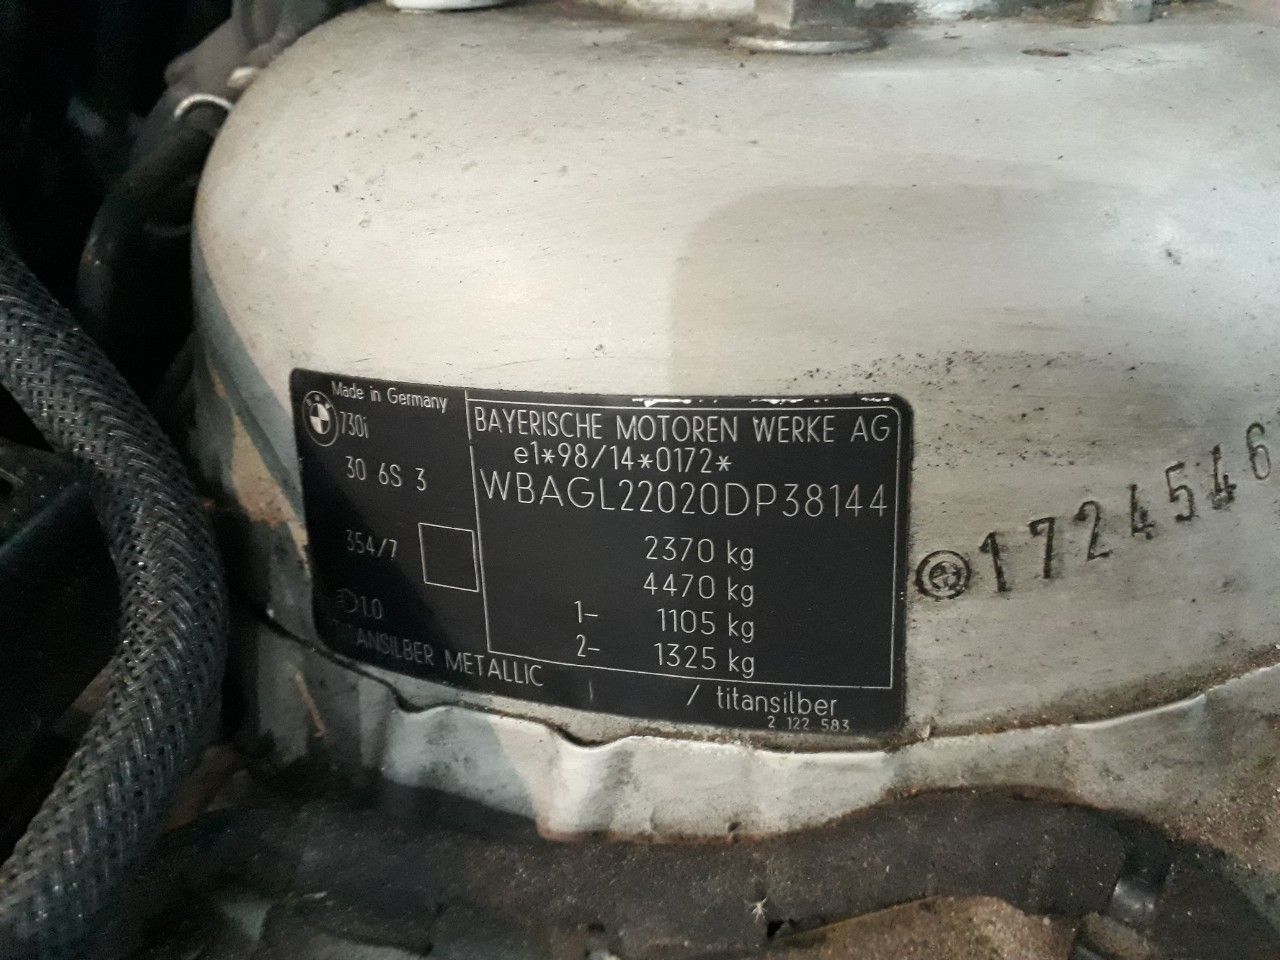 Made in Germany
730i
30 6S 3
354/7
1.0
TITANSILBER METALLIC
BAYERISCHE MOTOREN WERKE AG
e1*98/14*0172*
WBAGL22020DP38144
2370 kg
4470 kg
1- 1105 kg
2- 1325 kg
/ titansilber
2 122 583
1724546